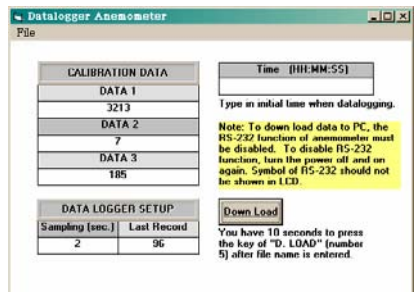 Datalogger Anemometer
File
CALIBRATION DATA
DATA 1
3213
DATA 2
7
DATA 3
185
DATA LOGGER SETUP
Sampling (sec.) Last Record
2 96
Time (HH:MM:SS)
Type in initial time when datalogging.
Note: To down load data to PC, the
RS-232 function of anemometer must
be disabled. To disable RS-232
function, turn the power off and on
again. Symbol of RS-232 should not
be shown in LCD.
Down Load
You have 10 seconds to press
the key of "D. LOAD" (number
5) after file name is entered.